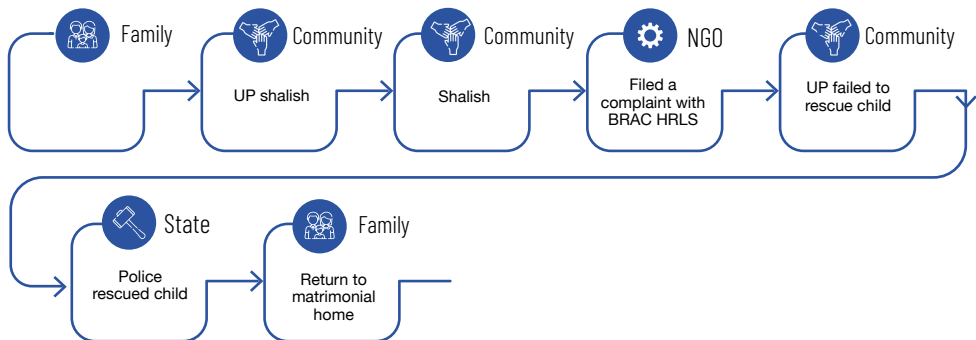 Family
Community
UP shalish
Community
Shalish
NGO
Filed a
complaint with
BRAC HRLS
Community
UP failed to
rescue child
State
Police
rescued child
Family
Return to
matrimonial
home